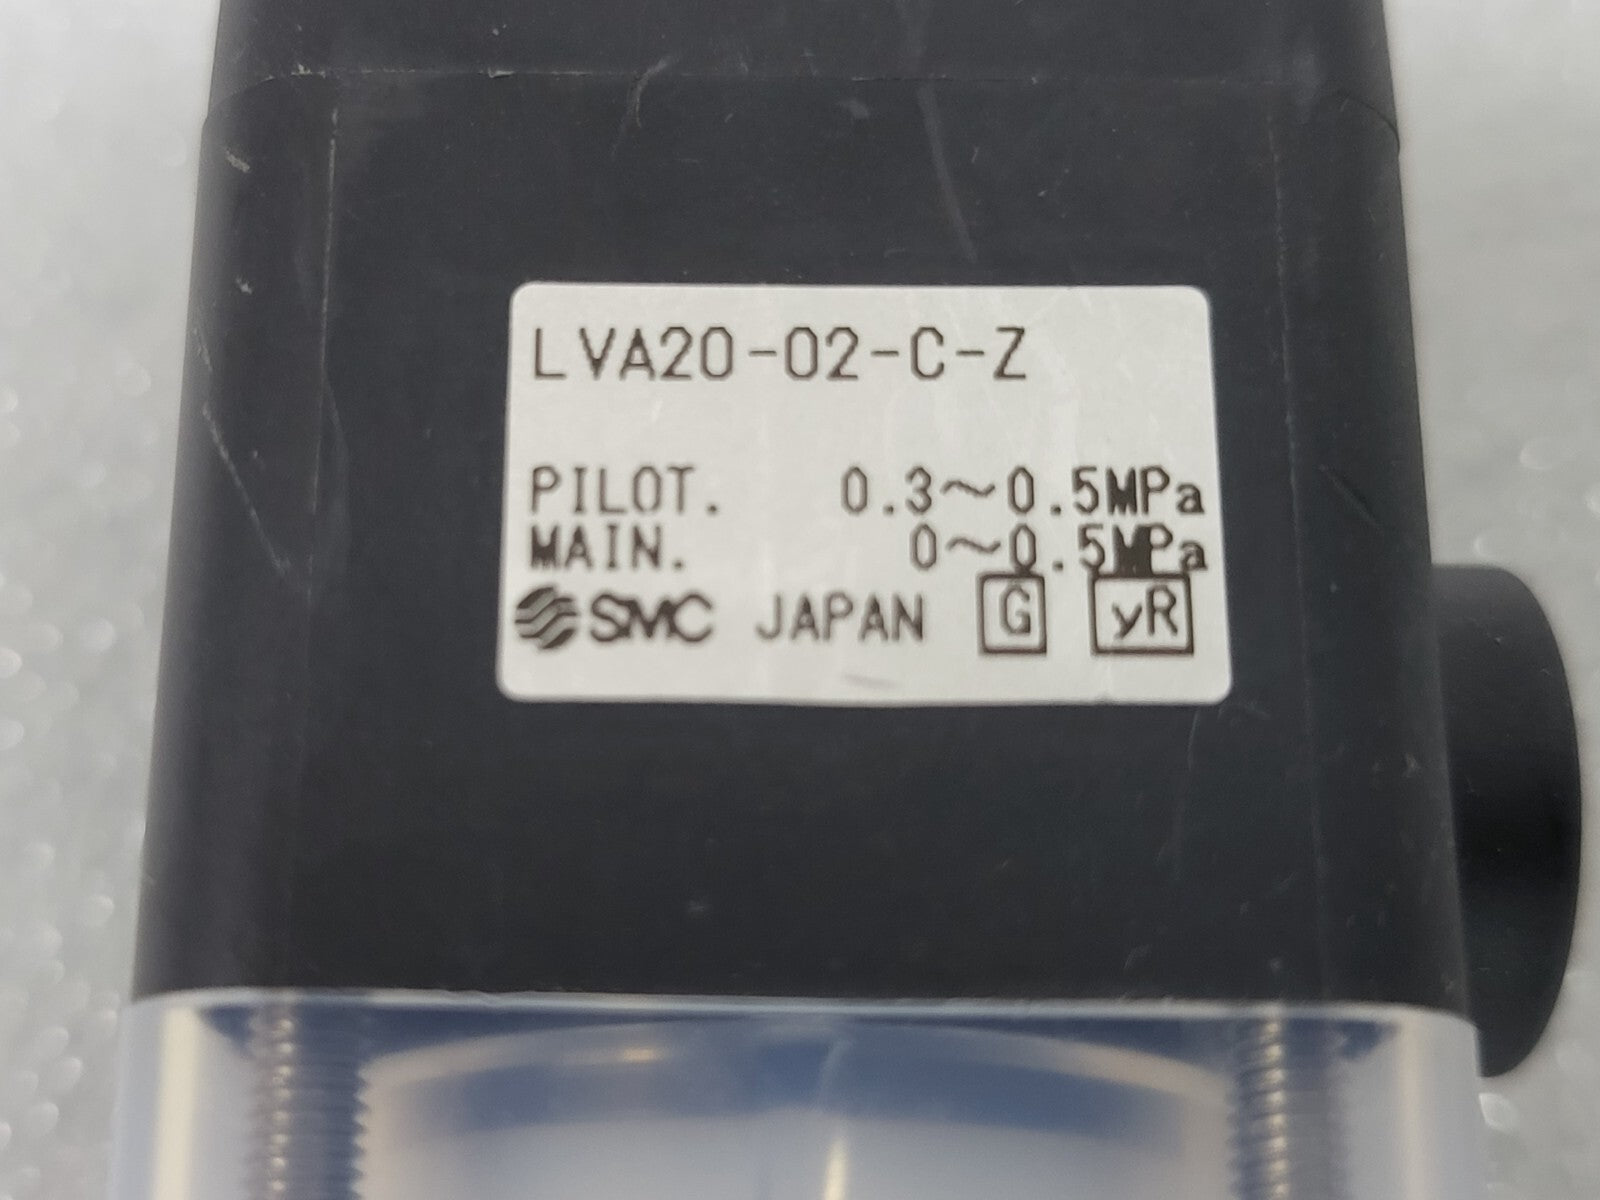 LVA20-02-C-Z
PILOT. 0.3～0.5MPa
MAIN. 0～0.5MPa
SMC JAPAN G yR